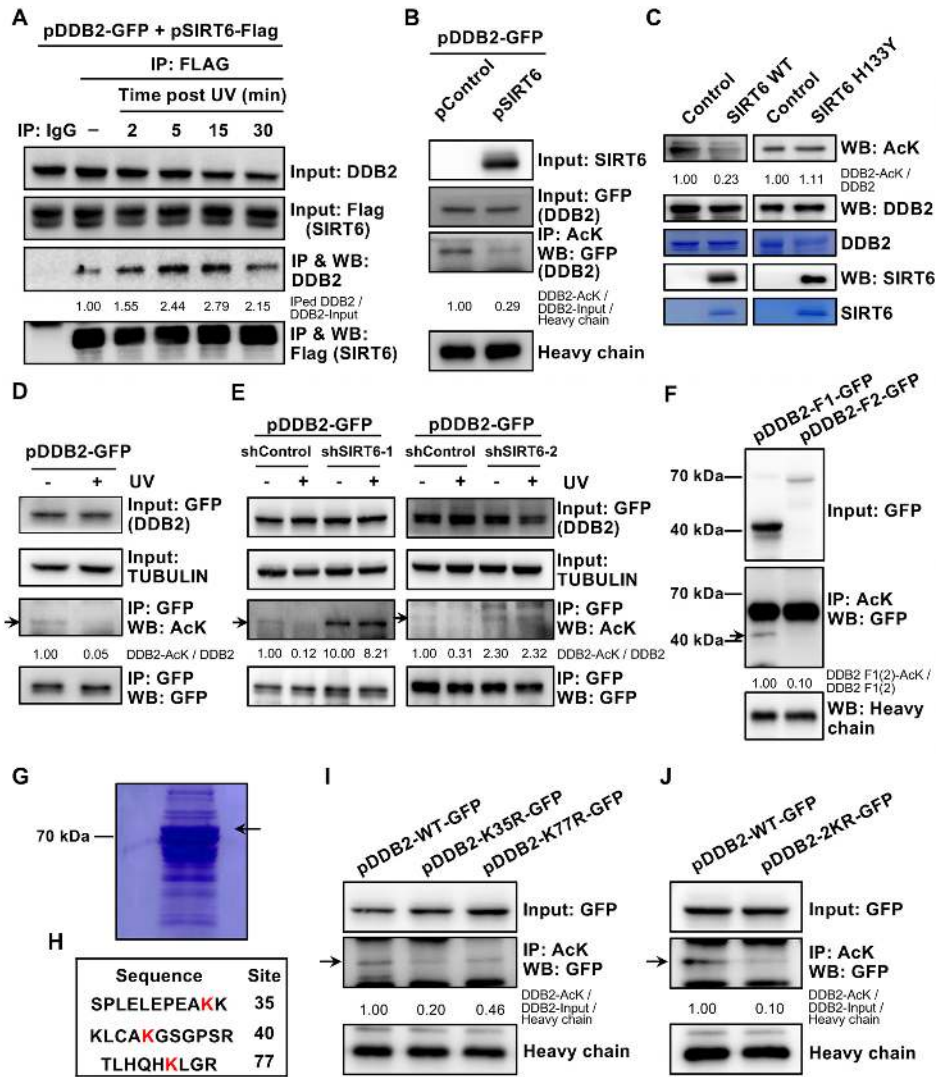 A
pDDB2-GFP + pSIRT6-Flag
IP: FLAG
Time post UV (min)
IP: IgG – 2 5 15 30
Input: DDB2
Input: Flag
(SIRT6)
IP & WB:
DDB2
1.00 1.55 2.44 2.79 2.15 IPed DDB2 /
DDB2-Input
IP & WB:
Flag (SIRT6)
B
pDDB2-GFP
pControl pSIRT6
Input: SIRT6
Input: GFP
(DDB2)
IP: AcK
WB: GFP
(DDB2)
1.00 0.29 DDB2-AcK /
DDB2-Input /
Heavy chain
Heavy chain
C
Control SIRT6 WT Control SIRT6 H133Y
WB: AcK
1.00 0.23 1.00 1.11 DDB2-AcK /
DDB2
WB: DDB2
DDB2
WB: SIRT6
SIRT6
D
pDDB2-GFP
- + UV
Input: GFP
(DDB2)
Input:
TUBULIN
IP: GFP
WB: AcK
1.00 0.05 DDB2-AcK / DDB2
IP: GFP
WB: GFP
E
pDDB2-GFP pDDB2-GFP
shControl shSIRT6-1 shControl shSIRT6-2
- + - + - + - + UV
Input: GFP
(DDB2)
Input:
TUBULIN
IP: GFP
WB: AcK
1.00 0.12 10.00 8.21 1.00 0.31 2.30 2.32 DDB2-AcK / DDB2
IP: GFP
WB: GFP
F
pDDB2-F1-GFP pDDB2-F2-GFP
70 kDa
40 kDa
Input: GFP
70 kDa
40 kDa
IP: AcK
WB: GFP
1.00 0.10 DDB2 F1(2)-AcK /
DDB2 F1(2)
WB: Heavy
chain
G
70 kDa
H
Sequence Site
SPLELEPEAKK 35
KLCAKGSGPSR 40
TLHQHKLGR 77
I
pDDB2-WT-GFP pDDB2-K35R-GFP pDDB2-K77R-GFP
Input: GFP
IP: AcK
WB: GFP
1.00 0.20 0.46 DDB2-AcK /
DDB2-Input /
Heavy chain
Heavy chain
J
pDDB2-WT-GFP pDDB2-2KR-GFP
Input: GFP
IP: AcK
WB: GFP
1.00 0.10 DDB2-AcK /
DDB2-Input /
Heavy chain
Heavy chain